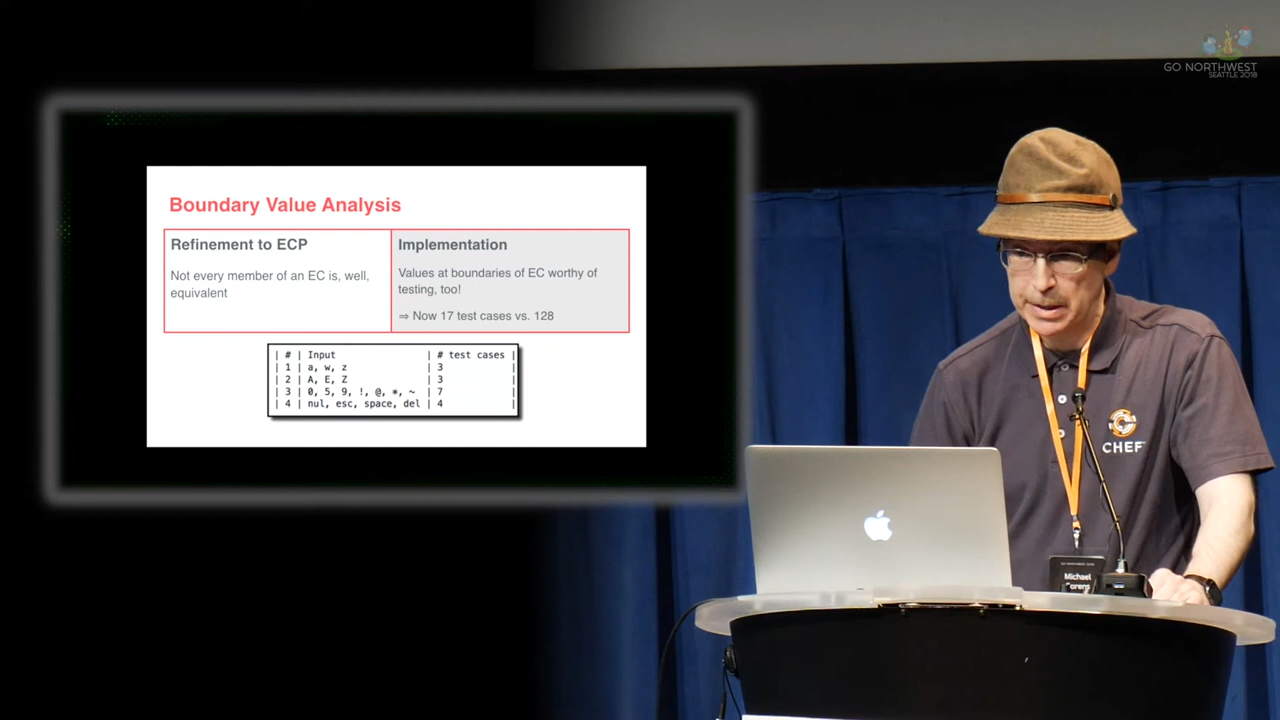 GO NORTHWEST
SEATTLE 2018
Boundary Value Analysis
Refinement to ECP
Not every member of an EC is, well,
equivalent
Implementation
Values at boundaries of EC worthy of
testing, too!
⇒ Now 17 test cases vs. 128
| # | Input | # test cases |
| 1 | a, w, z | 3 |
| 2 | A, E, Z | 3 |
| 3 | 0, 5, 9, !, @, *, ~ | 7 |
| 4 | nul, esc, space, del | 4 |
CHEF
Michael